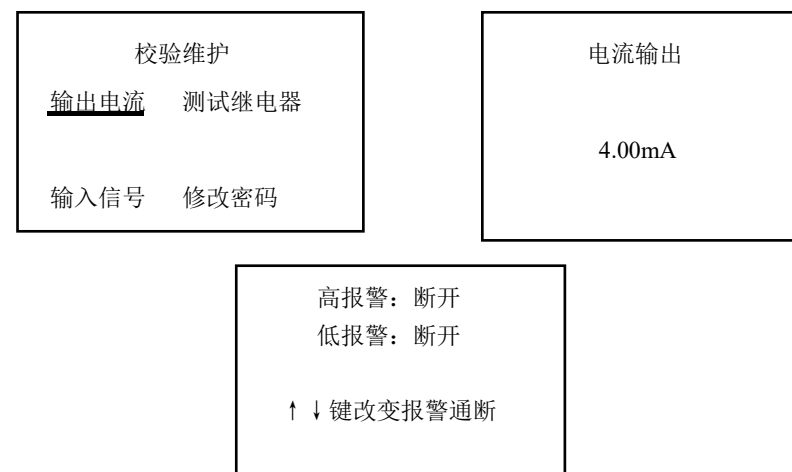 校验维护
输出电流 测试继电器
输入信号 修改密码
电流输出
4.00mA
高报警：断开
低报警：断开
↑↓键改变报警通断